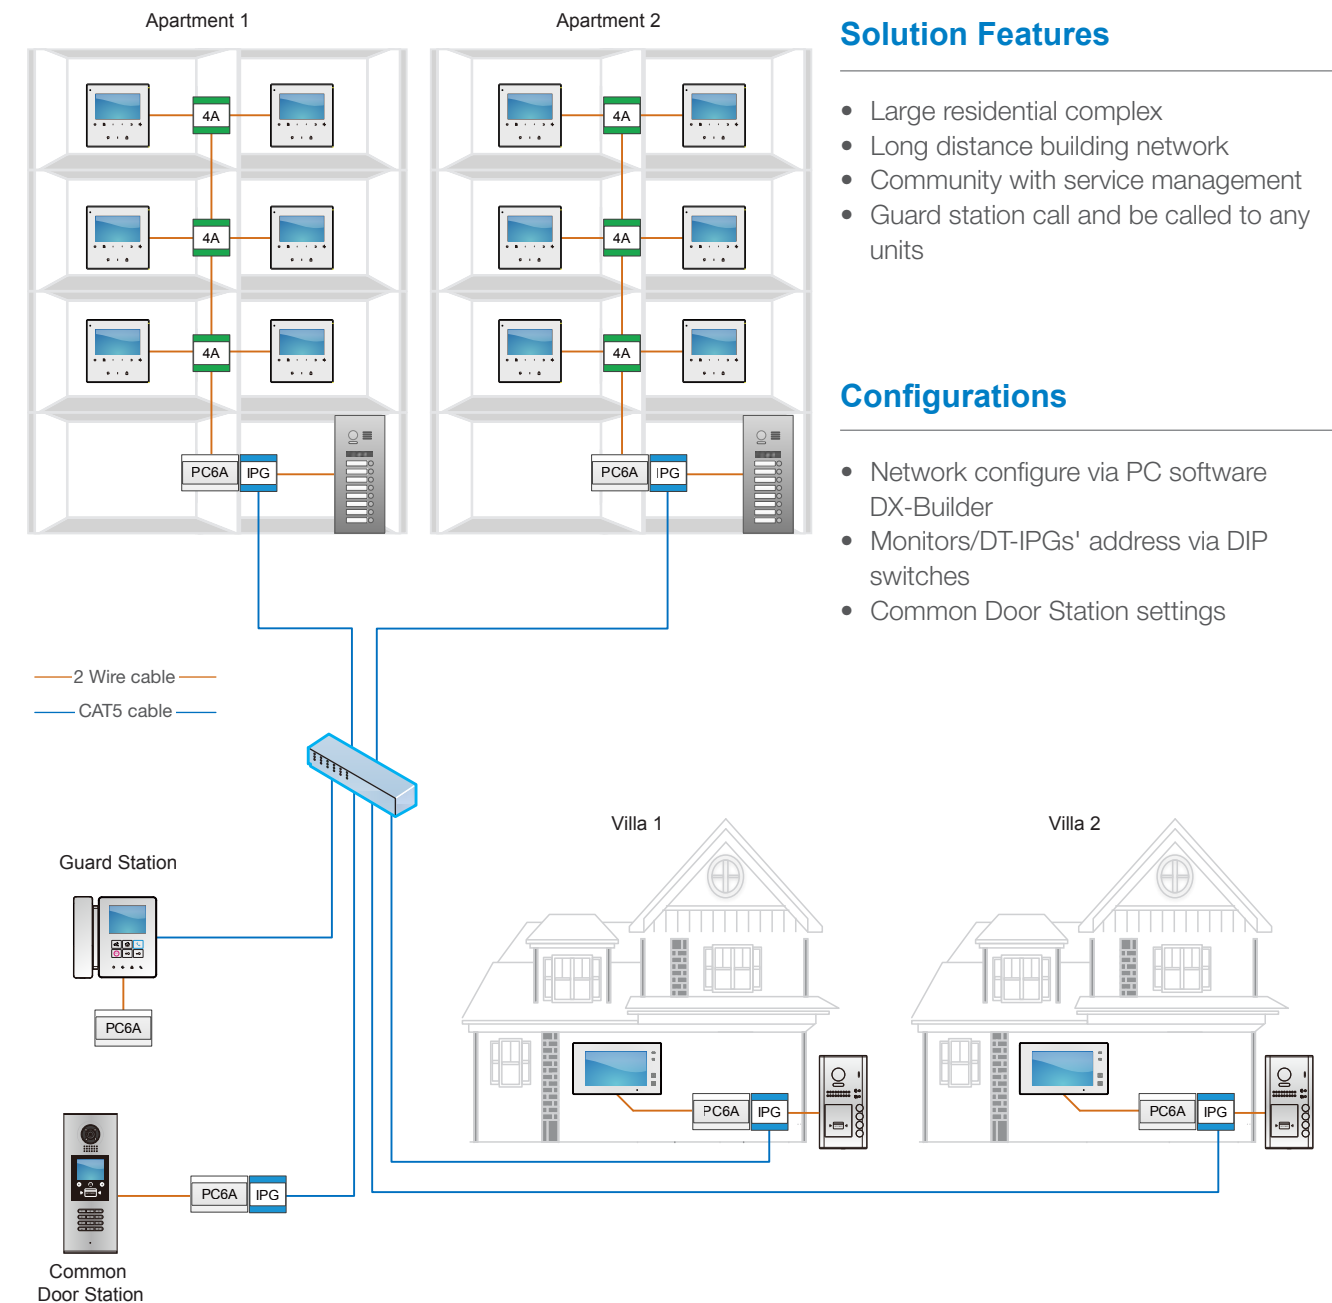 Apartment 1
Apartment 2
4A
4A
4A
4A
4A
4A
PC6A
IPG
PC6A
IPG
Solution Features
• Large residential complex
• Long distance building network
• Community with service management
• Guard station call and be called to any
units
Configurations
• Network configure via PC software
DX-Builder
• Monitors/DT-IPGs' address via DIP
switches
• Common Door Station settings
2 Wire cable
CAT5 cable
Guard Station
PC6A
Villa 1
PC6A
IPG
Villa 2
PC6A
IPG
PC6A
IPG
Common
Door Station